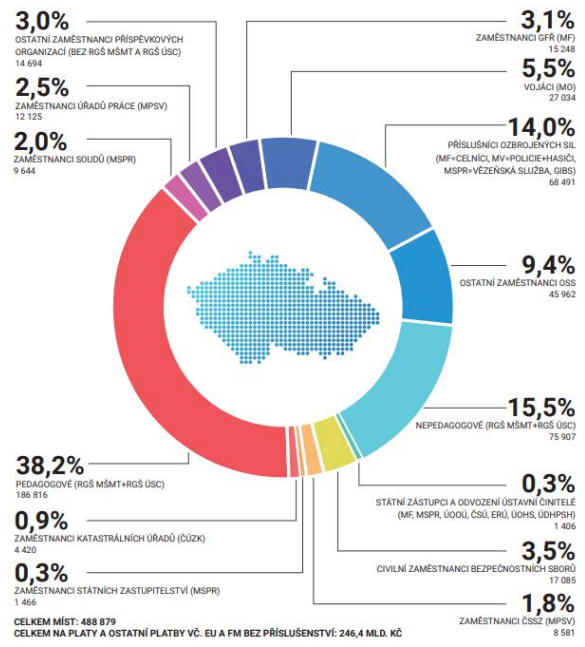 3,0%
OSTATNÍ ZAMĚSTNANCI PŘÍSPĚVKOVÝCH
ORGANIZACÍ (BEZ RGŠ MŠMT A RGŠ ÚSC)
14 694
2,5%
ZAMĚSTNANCI ÚŘADŮ PRÁCE (MPSV)
12 125
2,0%
ZAMĚSTNANCI SOUDŮ (MSPR)
9 644
3,1%
ZAMĚSTNANCI GFŘ (MF)
15 248
5,5%
VOJÁCI (MO)
27 034
14,0%
PŘÍSLUŠNÍCI OZBROJENÝCH SIL
(MF=CELNÍCI, MV=POLICIE+HASIČI,
MSPR=VĚZEŇSKÁ SLUŽBA, GIBS)
68 491
9,4%
OSTATNÍ ZAMĚSTNANCI OSS
45 962
15,5%
NEPEDAGOGOVÉ (RGŠ MŠMT+RGŠ ÚSC)
75 907
0,3%
STÁTNÍ ZÁSTUPCI A ODVOZENÍ ÚSTAVNÍ ČINITELÉ
(MF, MSPR, ÚOOÚ, ČSÚ, ERÚ, ÚOHS, ÚDHPSH)
1 406
3,5%
CIVILNÍ ZAMĚSTNANCI BEZPEČNOSTNÍCH SBORŮ
17 085
1,8%
ZAMĚSTNANCI ČSSZ (MPSV)
8 581
38,2%
PEDAGOGOVÉ (RGŠ MŠMT+RGŠ ÚSC)
186 816
0,9%
ZAMĚSTNANCI KATASTRÁLNÍCH ÚŘADŮ (ČÚZK)
4 420
0,3%
ZAMĚSTNANCI STÁTNÍCH ZASTUPITELSTVÍ (MSPR)
1 466
CELKEM MÍST: 488 879
CELKEM NA PLATY A OSTATNÍ PLATBY VČ. EU A FM BEZ PŘÍSLUŠENSTVÍ: 246,4 MLD. KČ